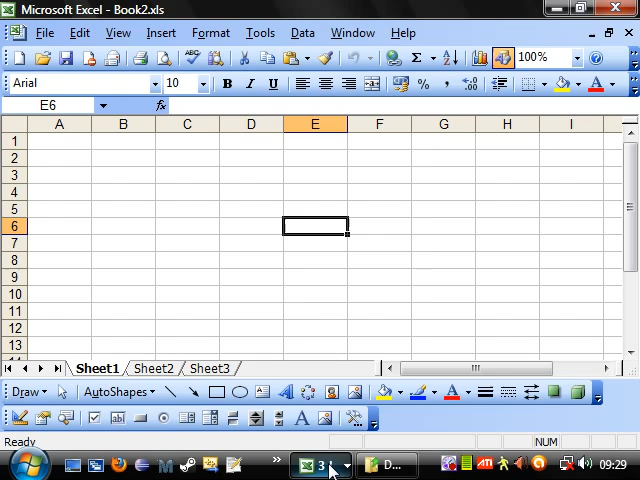 Microsoft Excel - Book2.xls
File Edit View Insert Format Tools Data Window Help
100%
Arial 10 B I U % ,
E6 fx
A B C D E F G H I
1
2
3
4
5
6
7
8
9
10
11
12
13
Sheet1 Sheet2 Sheet3
Draw AutoShapes
Ready NUM
D... 09:29